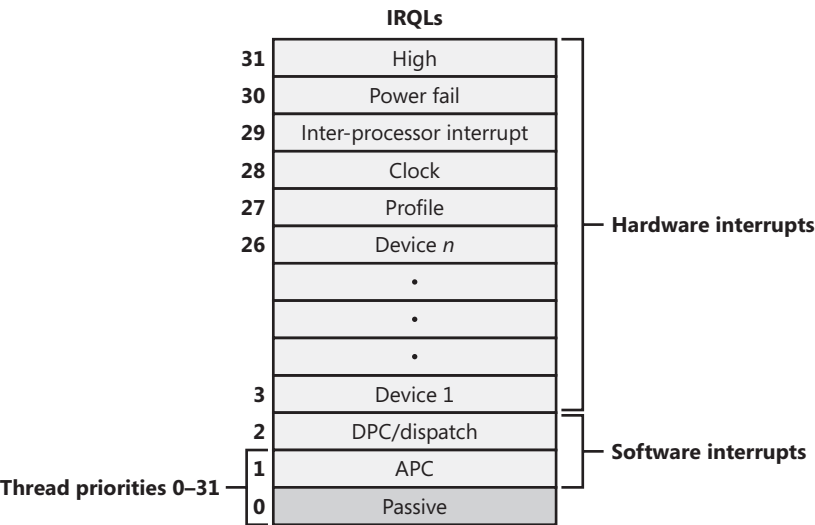 IRQLs
31 High
30 Power fail
29 Inter-processor interrupt
28 Clock
27 Profile
Hardware interrupts
26 Device n
•
•
•
3 Device 1
2 DPC/dispatch
Software interrupts
1 APC
Thread priorities 0–31
0 Passive